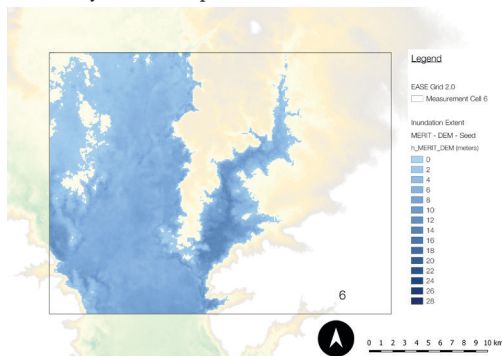 Legend
EASE Grid 2.0
Measurement Cell 6
Inundation Extent
MERIT - DEM - Seed
h_MERIT_DEM (meters)
0
2
4
6
8
10
12
14
16
18
20
22
24
26
28
6
0 1 2 3 4 5 6 7 8 9 10 km